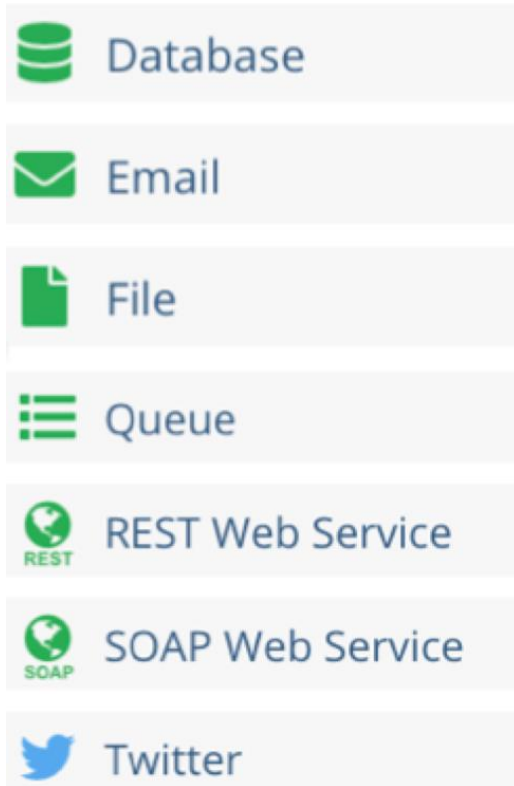 Database
Email
File
Queue
REST
REST Web Service
SOAP
SOAP Web Service
Twitter